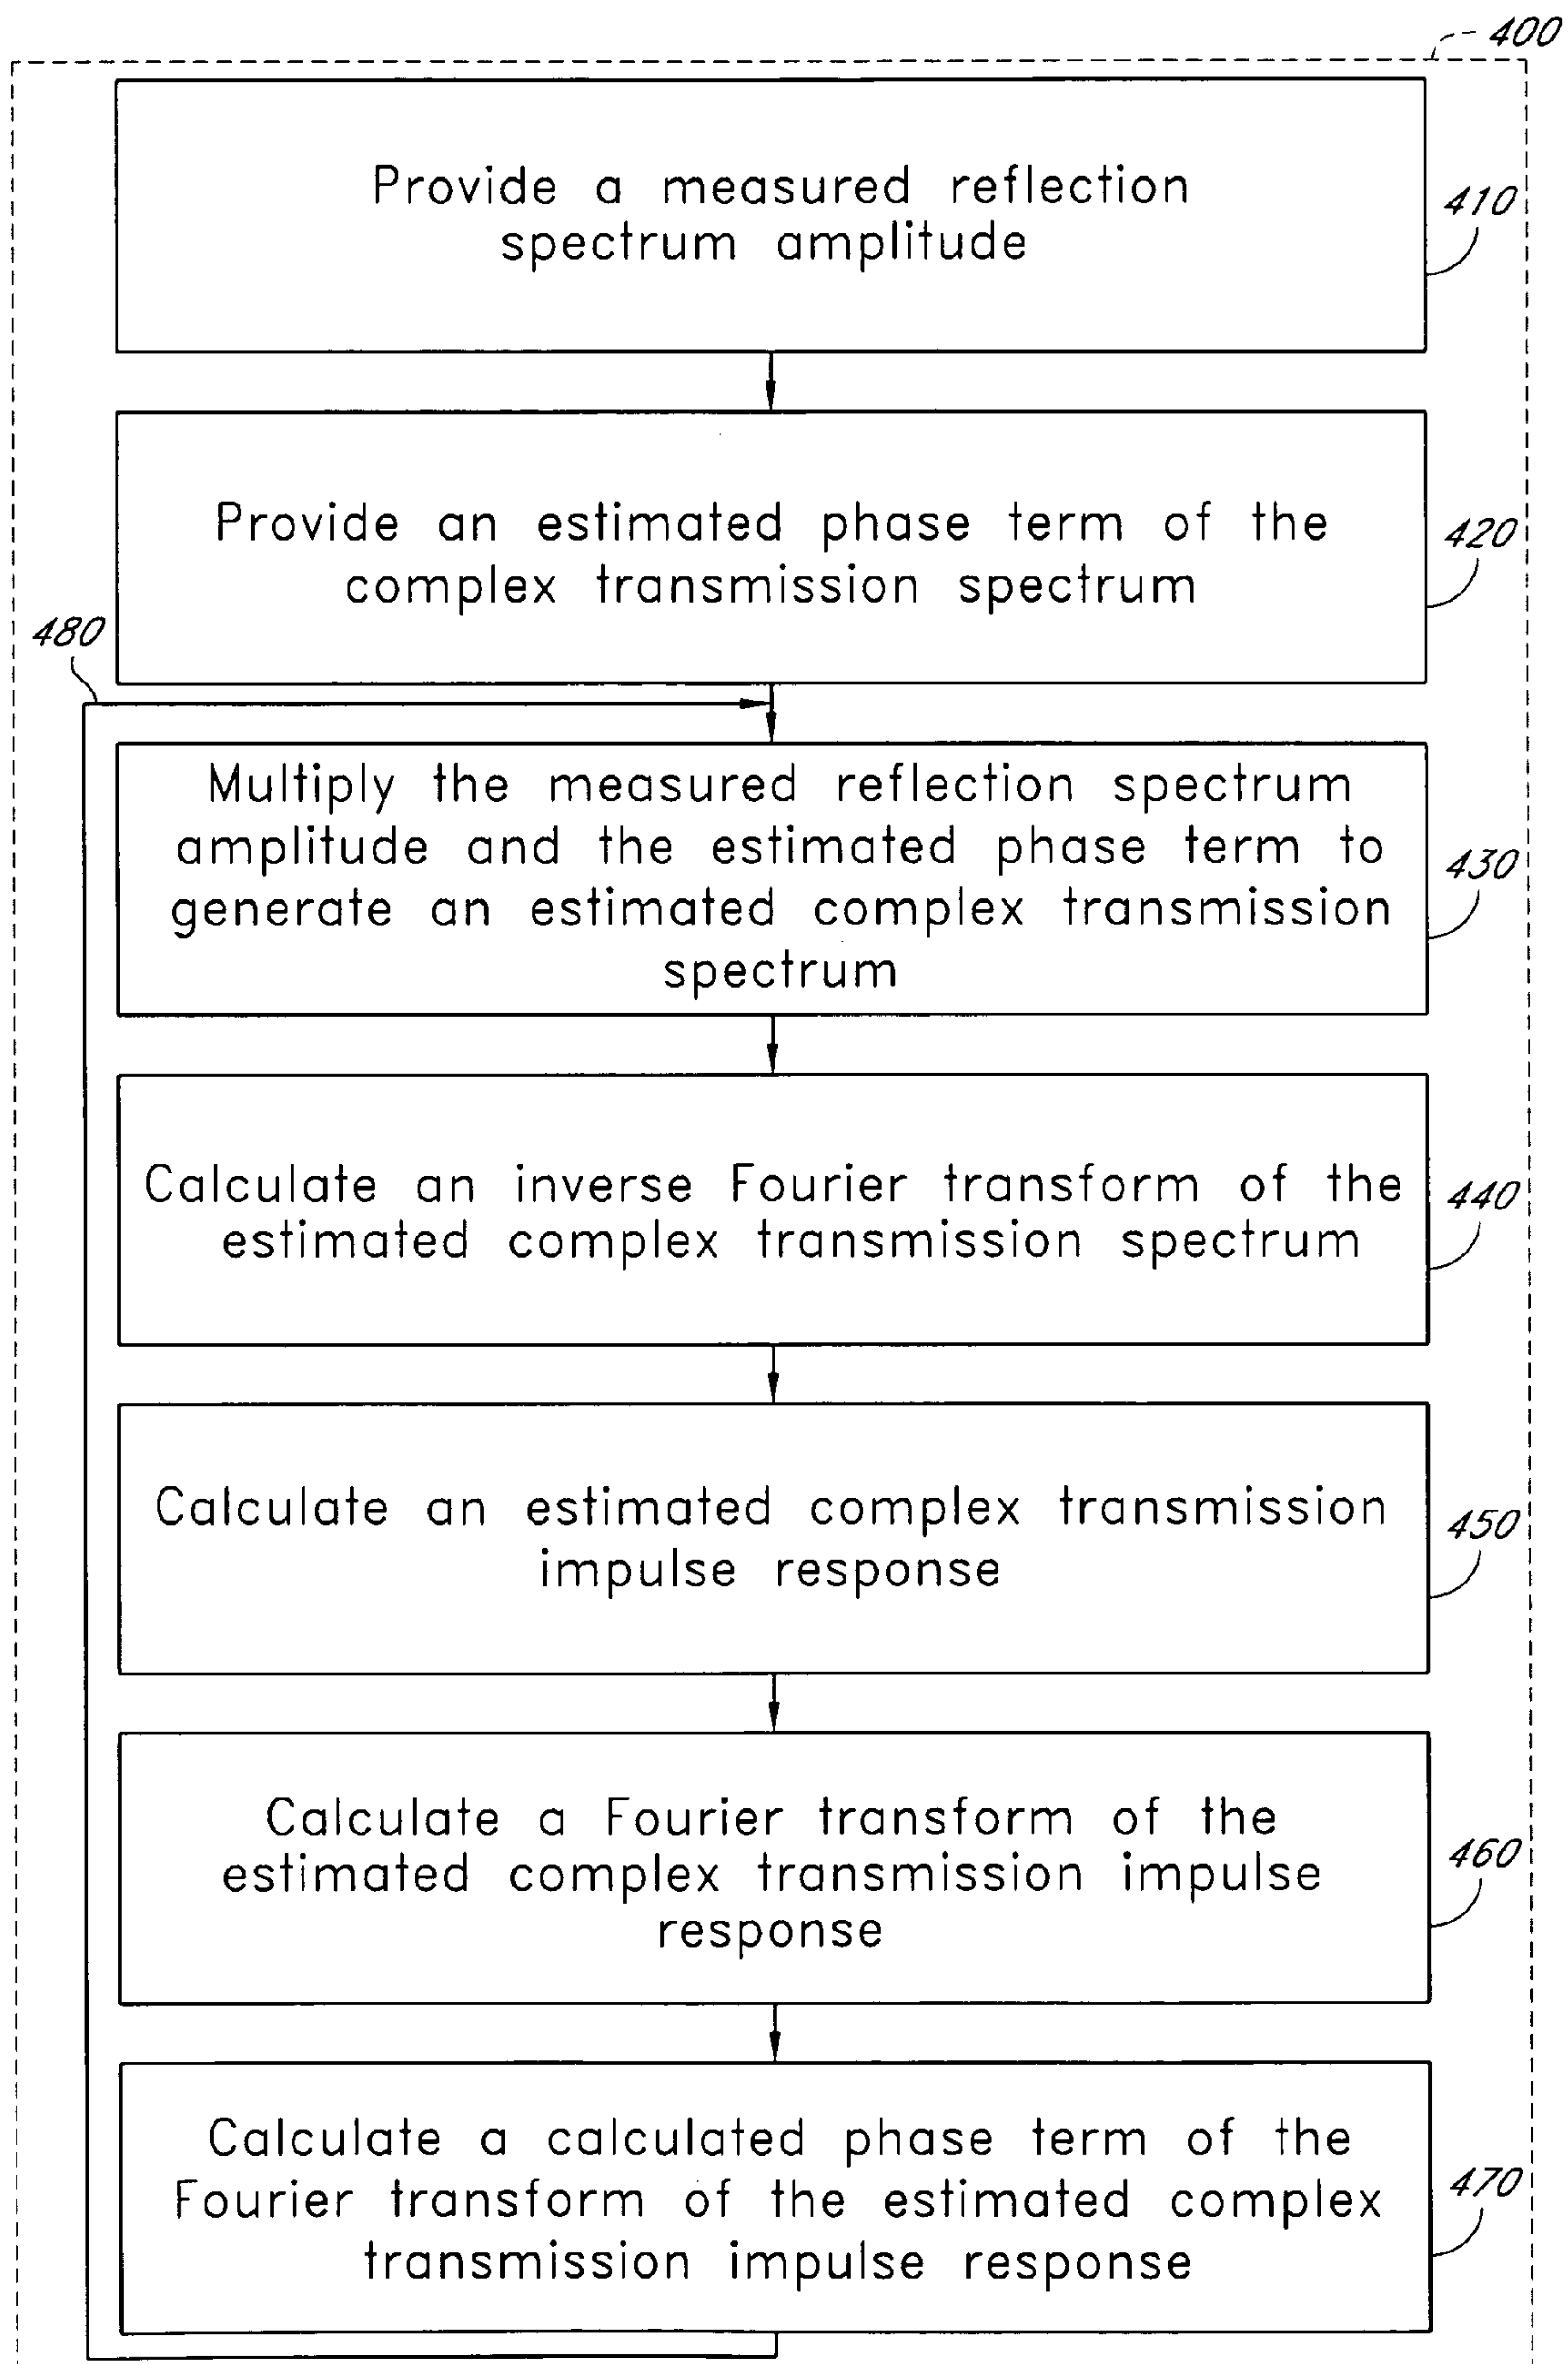 400
Provide a measured reflection
spectrum amplitude
410
Provide an estimated phase term of the
complex transmission spectrum
420
480
Multiply the measured reflection spectrum
amplitude and the estimated phase term to
generate an estimated complex transmission
spectrum
430
Calculate an inverse Fourier transform of the
estimated complex transmission spectrum
440
Calculate an estimated complex transmission
impulse response
450
Calculate a Fourier transform of the
estimated complex transmission impulse
response
460
Calculate a calculated phase term of the
Fourier transform of the estimated complex
transmission impulse response
470